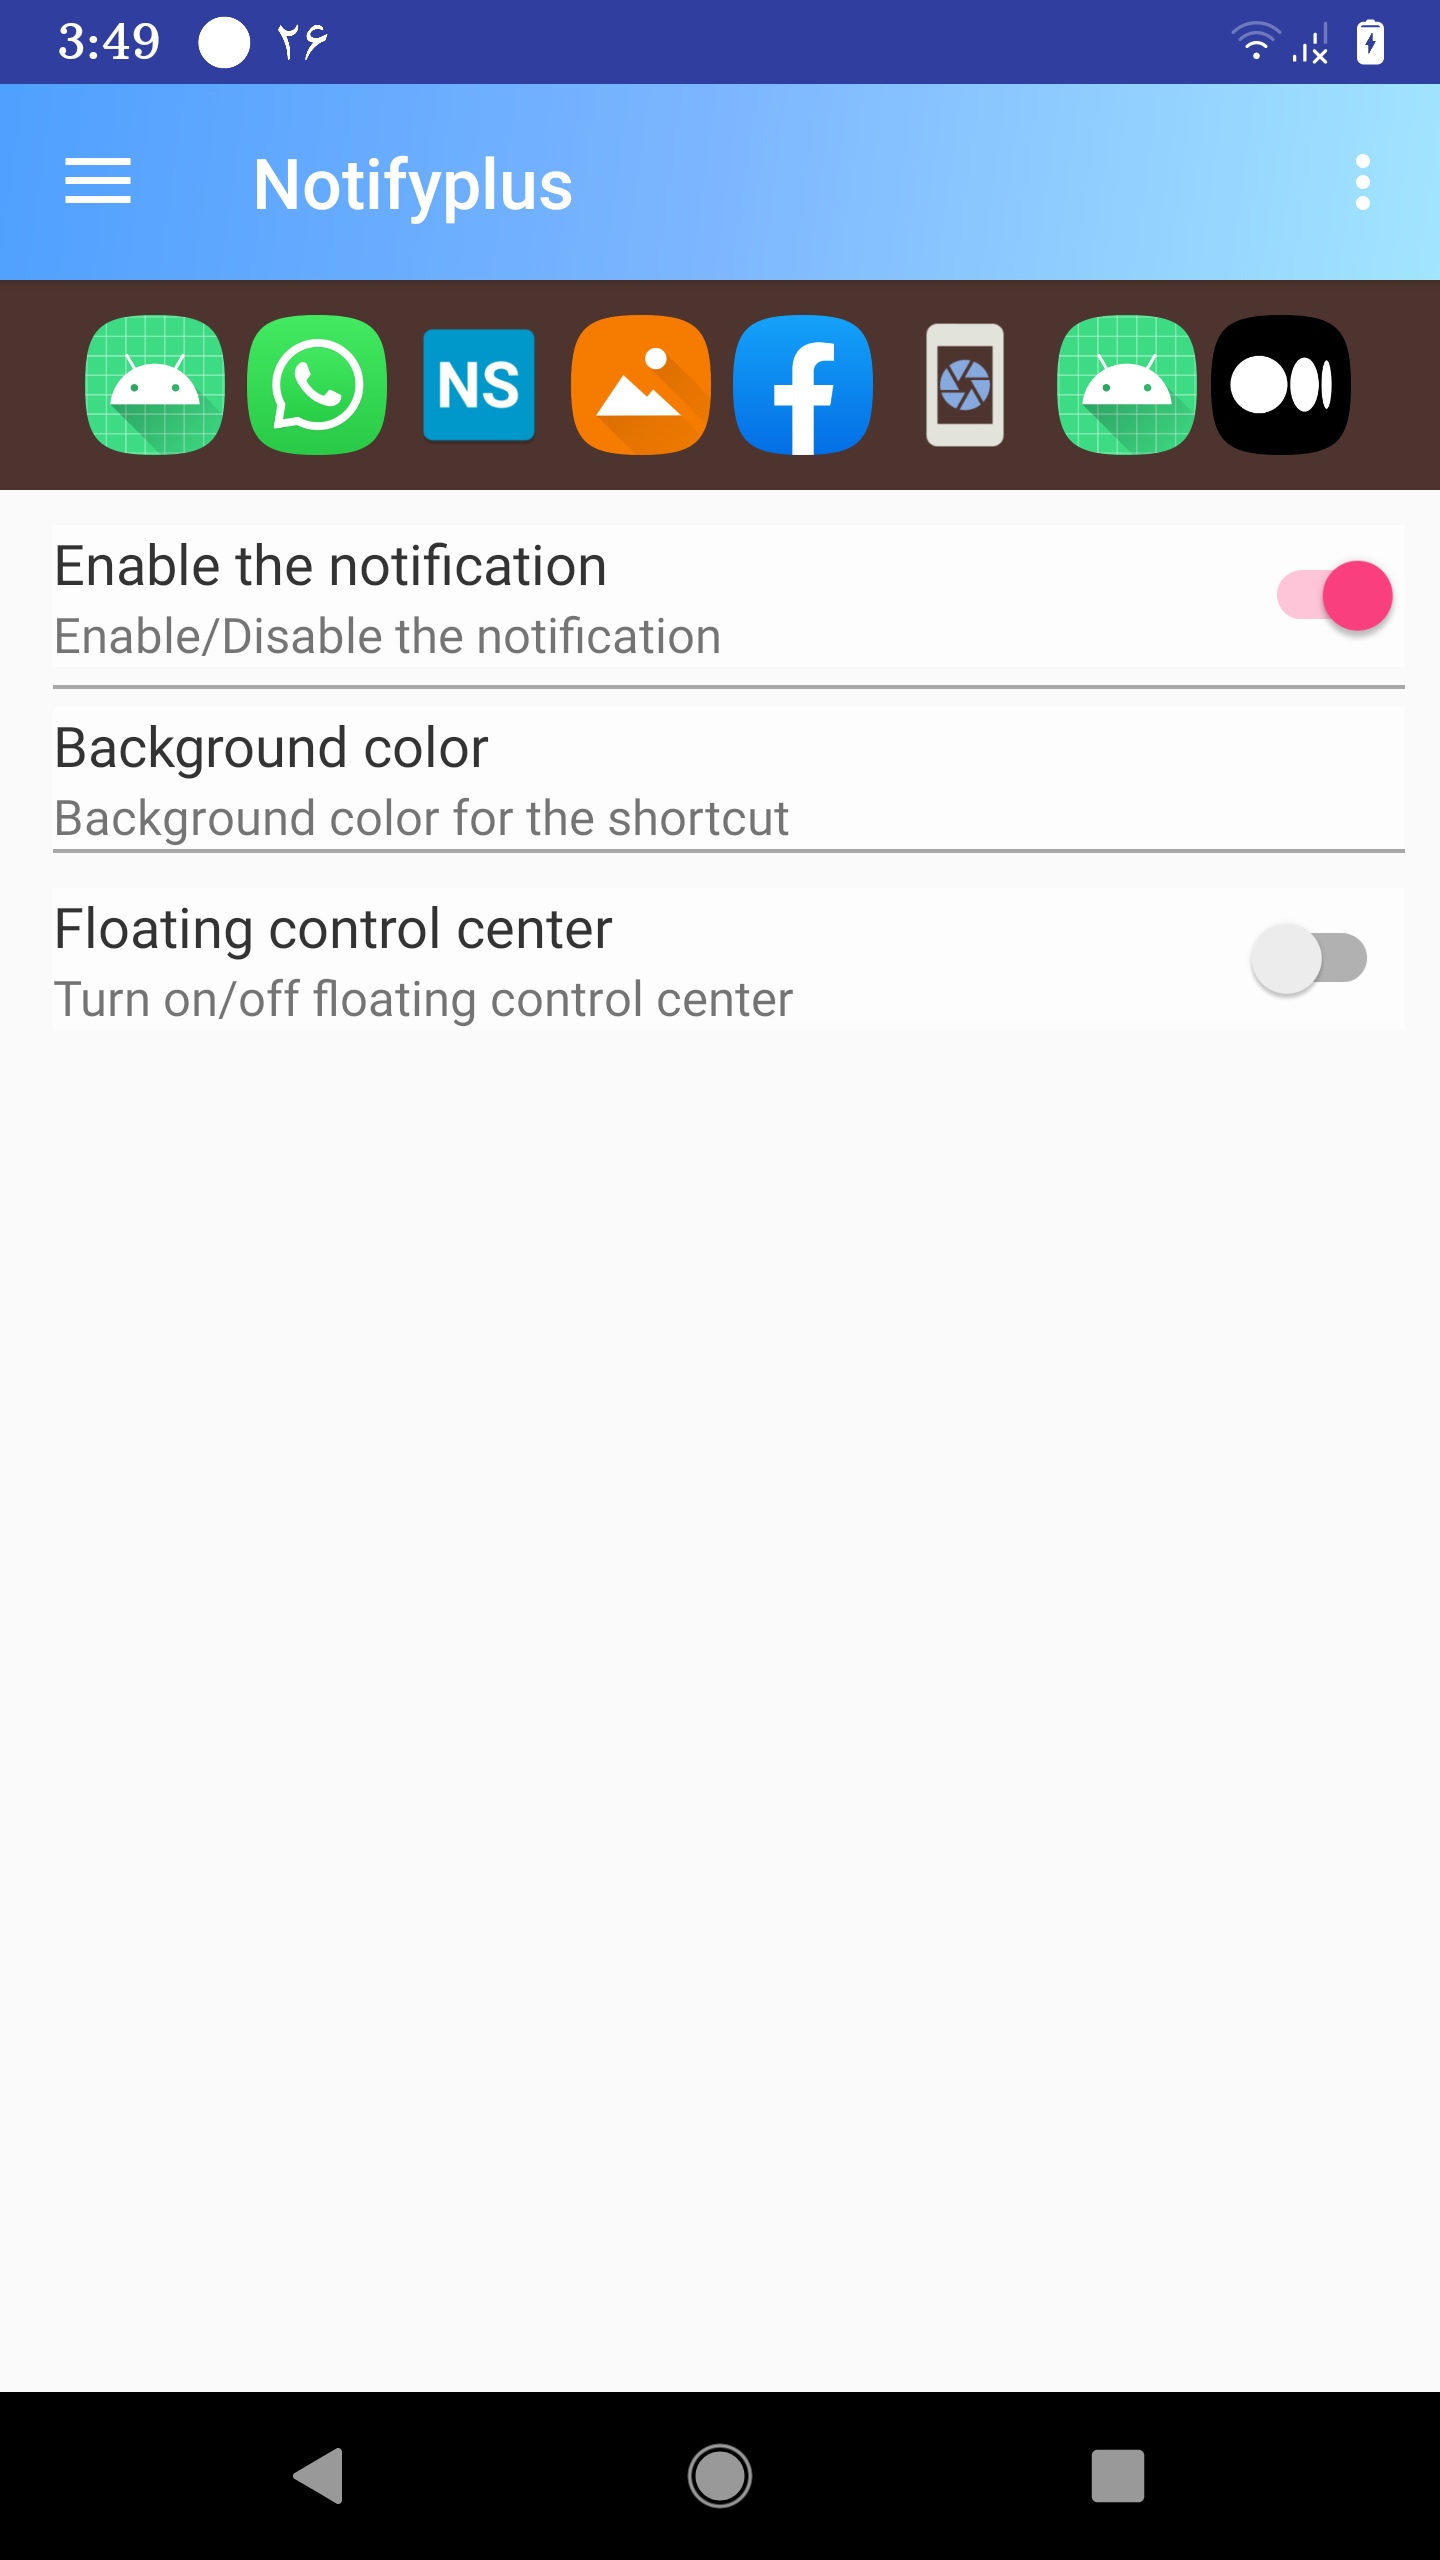 3:49 ۲۶
Notifyplus
NS
Enable the notification
Enable/Disable the notification
Background color
Background color for the shortcut
Floating control center
Turn on/off floating control center